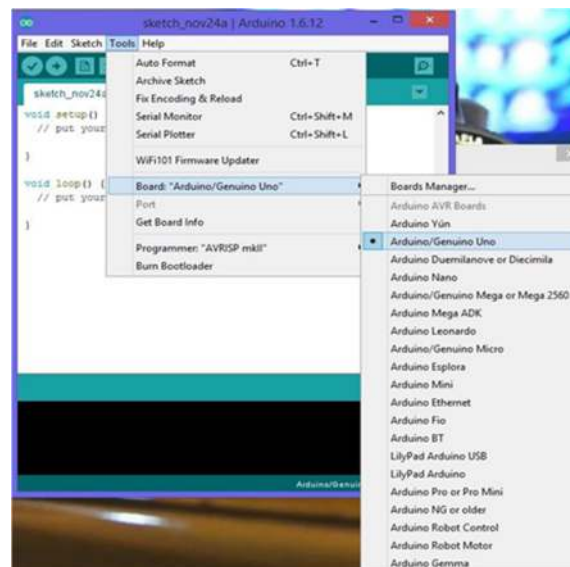 sketch_nov24a | Arduino 1.6.12
File Edit Sketch Tools Help
sketch_nov24a
void setup()
// put your
}
void loop() {
// put your
}
Auto Format Ctrl+T
Archive Sketch
Fix Encoding & Reload
Serial Monitor Ctrl+Shift+M
Serial Plotter Ctrl+Shift+L
WiFi101 Firmware Updater
Board: "Arduino/Genuino Uno"
Port
Get Board Info
Programmer: "AVRISP mkII"
Burn Bootloader
Boards Manager...
Arduino AVR Boards
Arduino Yún
Arduino/Genuino Uno
Arduino Duemilanove or Diecimila
Arduino Nano
Arduino/Genuino Mega or Mega 2560
Arduino Mega ADK
Arduino Leonardo
Arduino/Genuino Micro
Arduino Esplora
Arduino Mini
Arduino Ethernet
Arduino Fio
Arduino BT
LilyPad Arduino USB
LilyPad Arduino
Arduino Pro or Pro Mini
Arduino NG or older
Arduino Robot Control
Arduino Robot Motor
Arduino Gemma